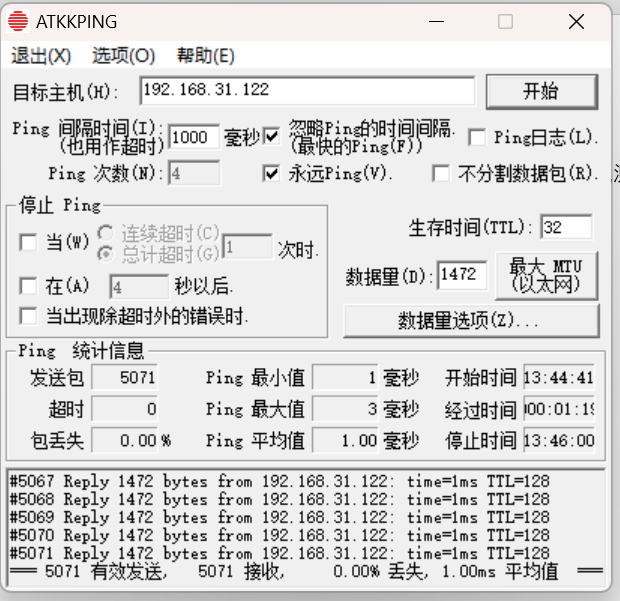 ATKKPING
退出(X) 选项(O) 帮助(E)
目标主机(H): 192.168.31.122 开始
Ping 间隔时间(I): (也用作超时) 1000 毫秒 忽略Ping的时间间隔. (最快的Ping(F)) Ping日志(L).
Ping 次数(N): 4 永远Ping(V). 不分割数据包(R).
停止 Ping
当(W) 连续超时(C) 总计超时(G) 1 次时.
在(A) 4 秒以后.
当出现除超时外的错误时.
生存时间(TTL): 32
数据量(D): 1472 最大 MTU (以太网)
数据量选项(Z)...
Ping 统计信息
发送包 5071 Ping 最小值 1 毫秒 开始时间 13:44:41
超时 0 Ping 最大值 3 毫秒 经过时间 00:01:19
包丢失 0.00 % Ping 平均值 1.00 毫秒 停止时间 13:46:00
#5067 Reply 1472 bytes from 192.168.31.122: time=1ms TTL=128
#5068 Reply 1472 bytes from 192.168.31.122: time=1ms TTL=128
#5069 Reply 1472 bytes from 192.168.31.122: time=1ms TTL=128
#5070 Reply 1472 bytes from 192.168.31.122: time=1ms TTL=128
#5071 Reply 1472 bytes from 192.168.31.122: time=1ms TTL=128
== 5071 有效发送, 5071 接收, 0.00% 丢失, 1.00ms 平均值 ==